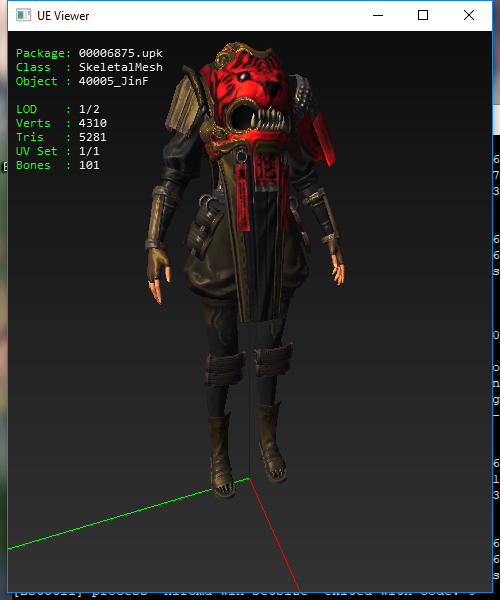 UE Viewer
Package: 00006875.upk
Class : SkeletalMesh
Object : 40005_JinF
LOD : 1/2
Verts : 4310
Tris : 5281
UV Set : 1/1
Bones : 101